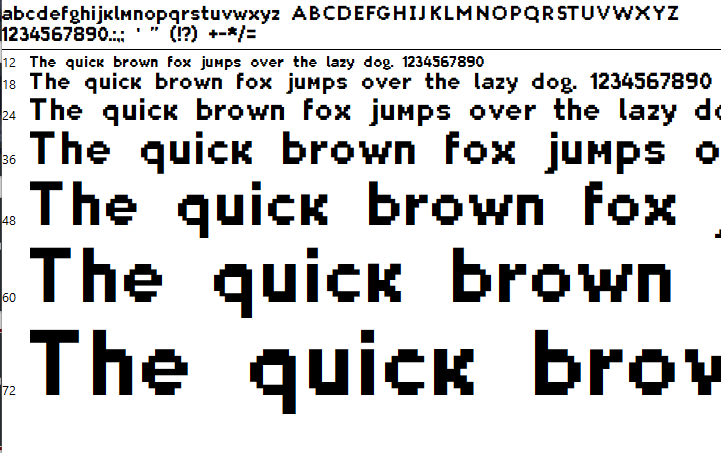 abcdefghijklmnopqrstuvwxyz ABCDEFGHIJKLMNOPQRSTUVWXYZ
1234567890.:,; ' " (!?) +-*/=
12 The quick brown fox jumps over the lazy dog. 1234567890
18 The quick brown fox jumps over the lazy dog. 1234567890
24 The quick brown fox jumps over the lazy
36 The quick brown fox jumps
48 The quick brown fox
60 The quick brown
72 The quick